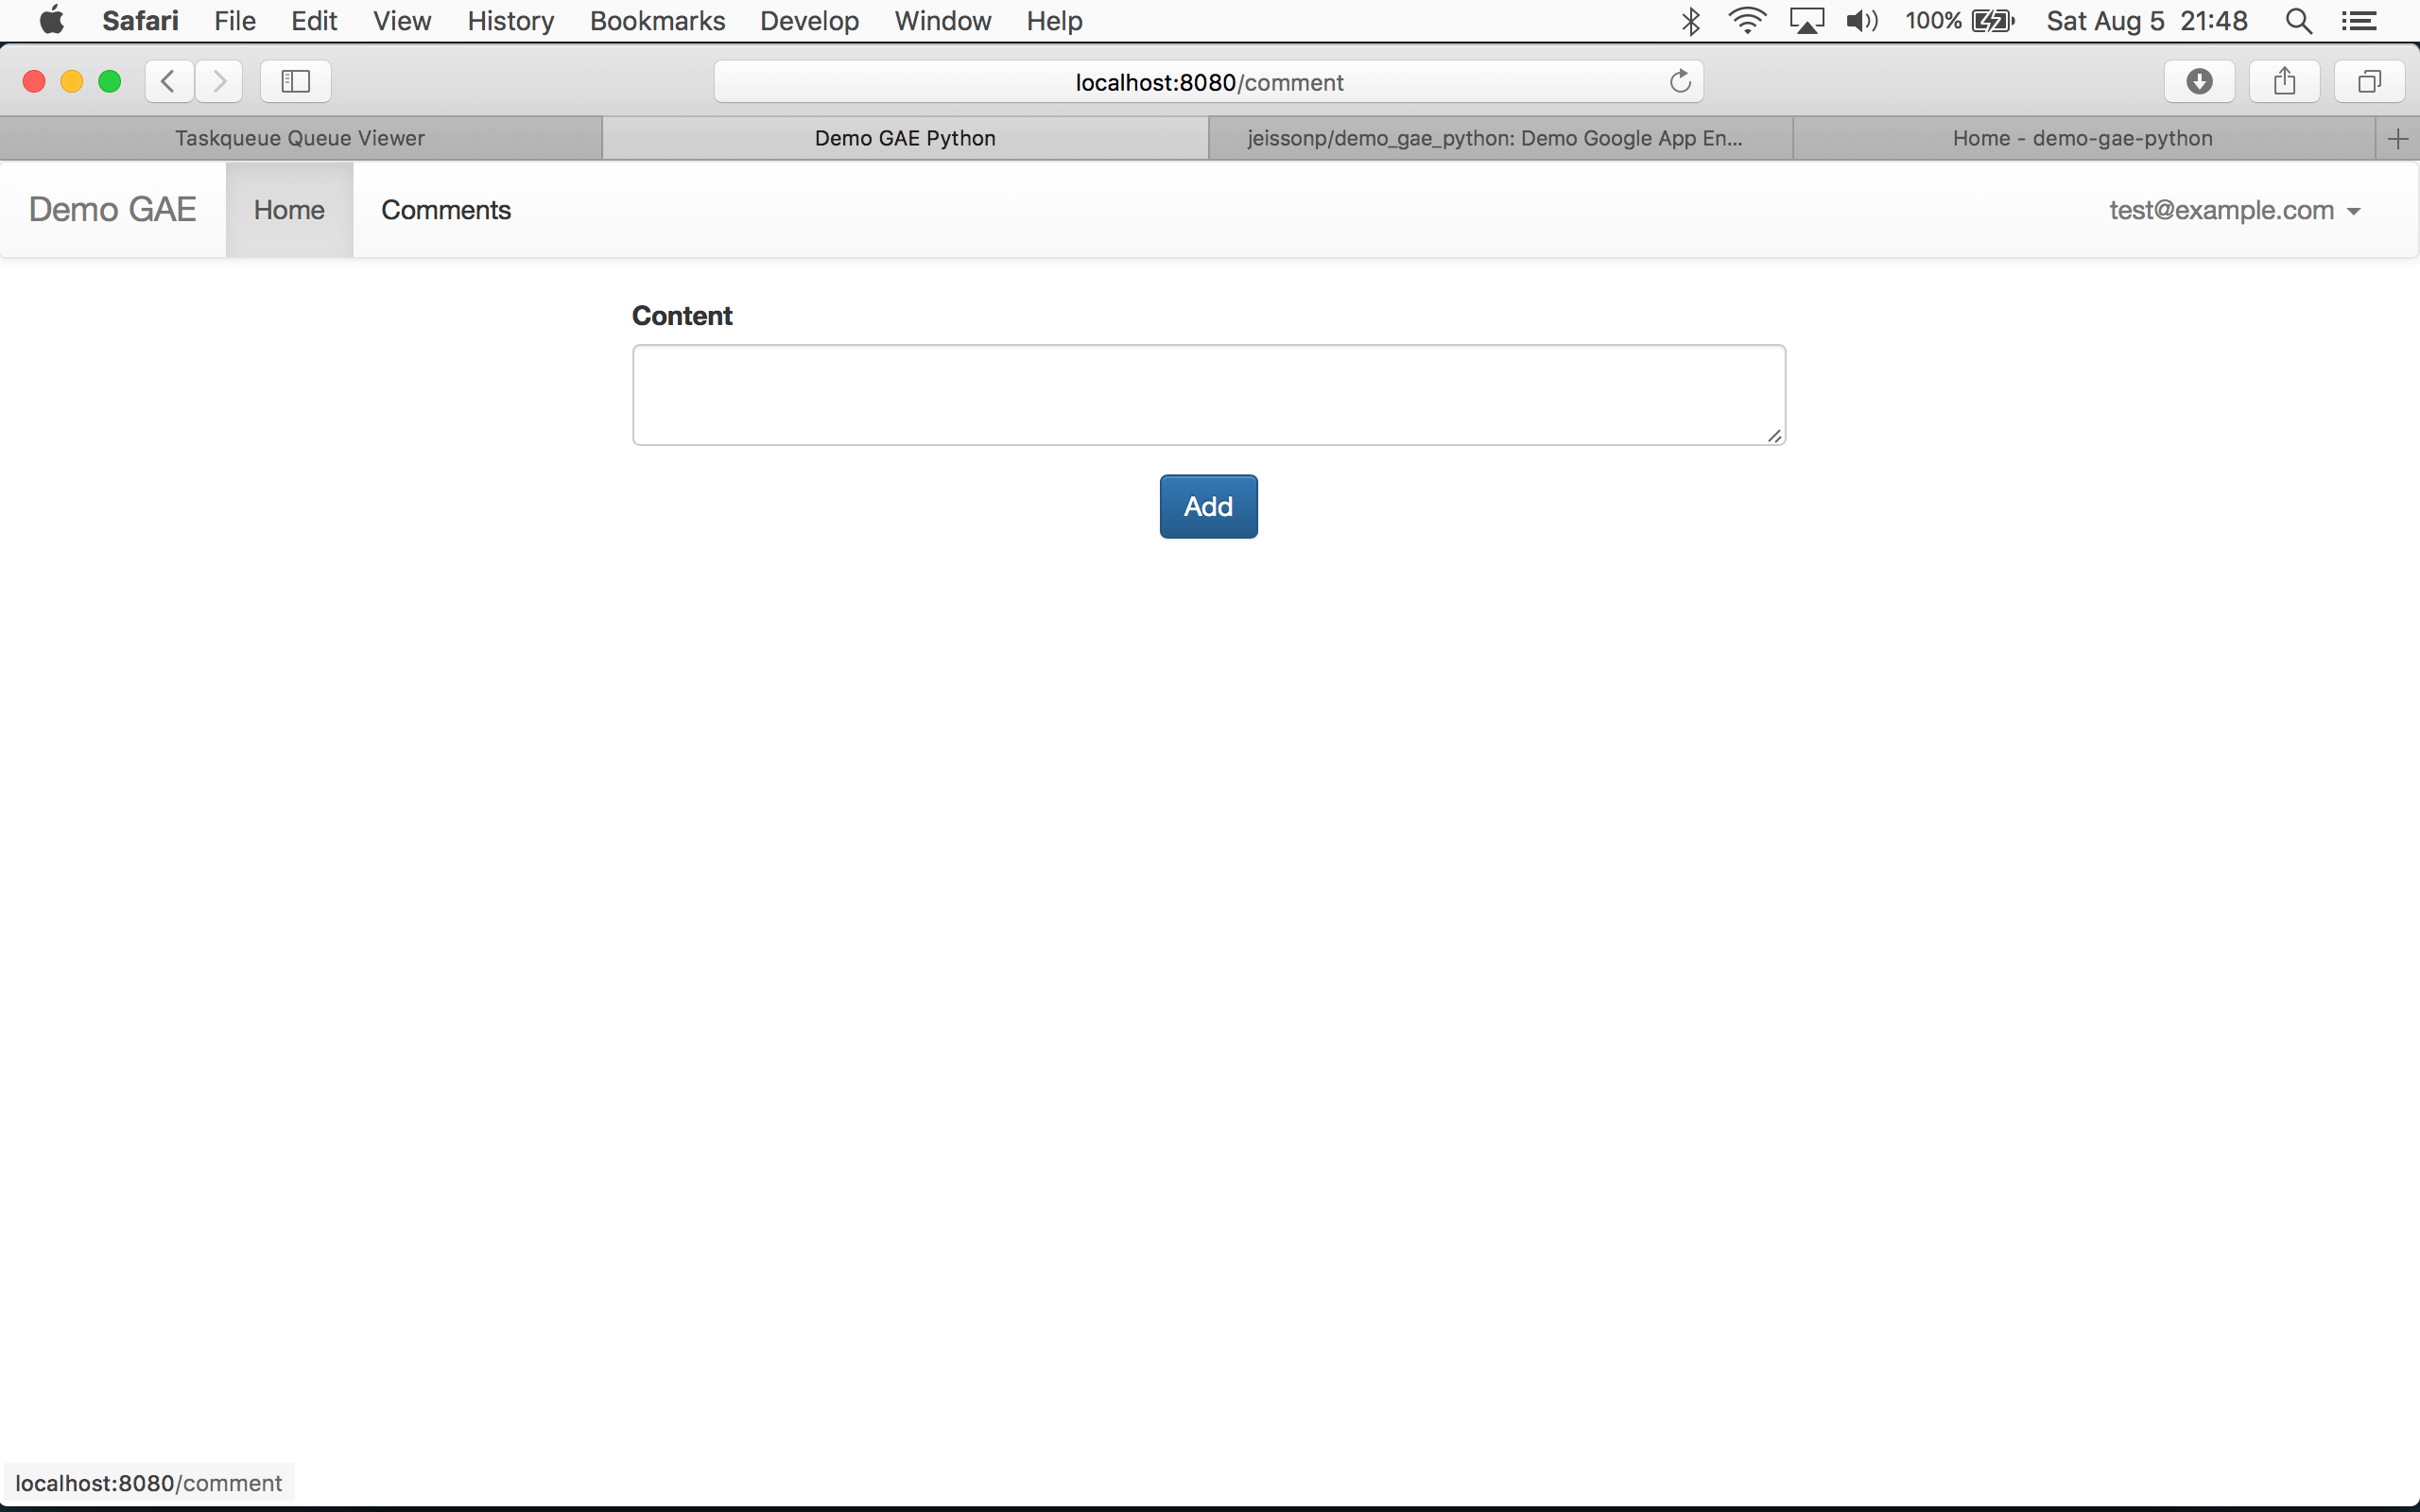 Safari File Edit View History Bookmarks Develop Window Help 100% Sat Aug 5 21:48
localhost:8080/comment
Taskqueue Queue Viewer Demo GAE Python jeissonp/demo_gae_python: Demo Google App En... Home - demo-gae-python
Demo GAE Home Comments test@example.com
Content
Add
localhost:8080/comment